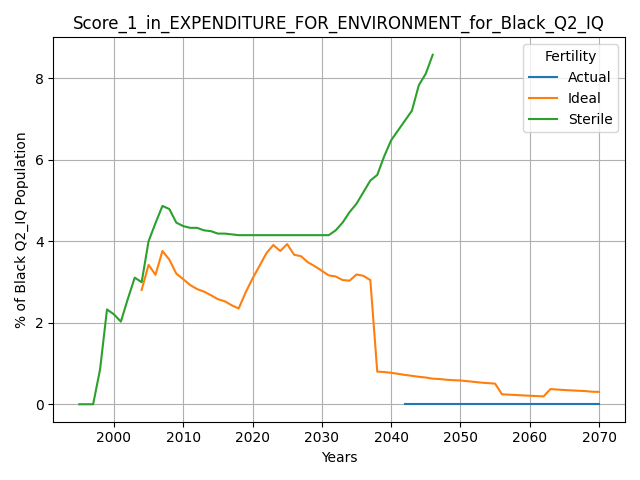 Score_1_in_EXPENDITURE_FOR_ENVIRONMENT_for_Black_Q2_IQ
% of Black Q2_IQ Population
8
6
4
2
0
Fertility
Actual
Ideal
Sterile
2000 2010 2020 2030 2040 2050 2060 2070
Years